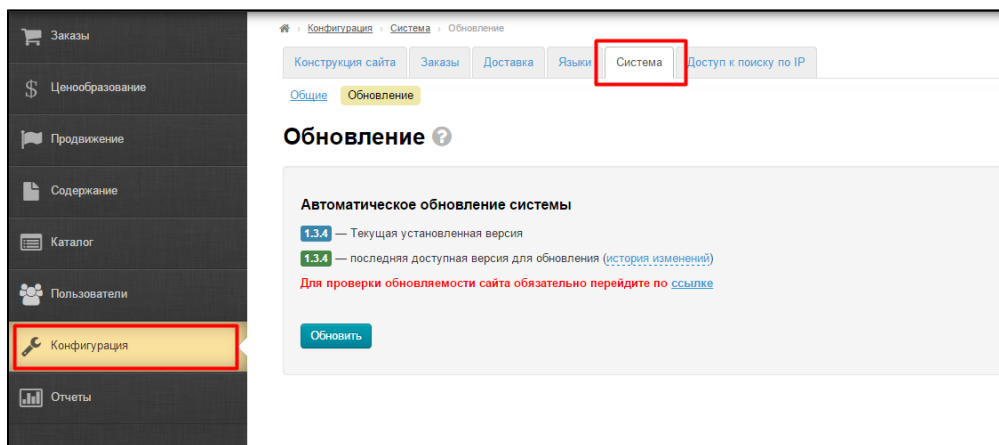 Заказы
Ценообразование
Продвижение
Содержание
Каталог
Пользователи
Конфигурация
Отчеты
Конфигурация › Система › Обновление
Конструкция сайта Заказы Доставка Языки Система Доступ к поиску по IP
Общие Обновление
Обновление ?
Автоматическое обновление системы
1.3.4 — Текущая установленная версия
1.3.4 — последняя доступная версия для обновления (история изменений)
Для проверки обновляемости сайта обязательно перейдите по ссылке
Обновить